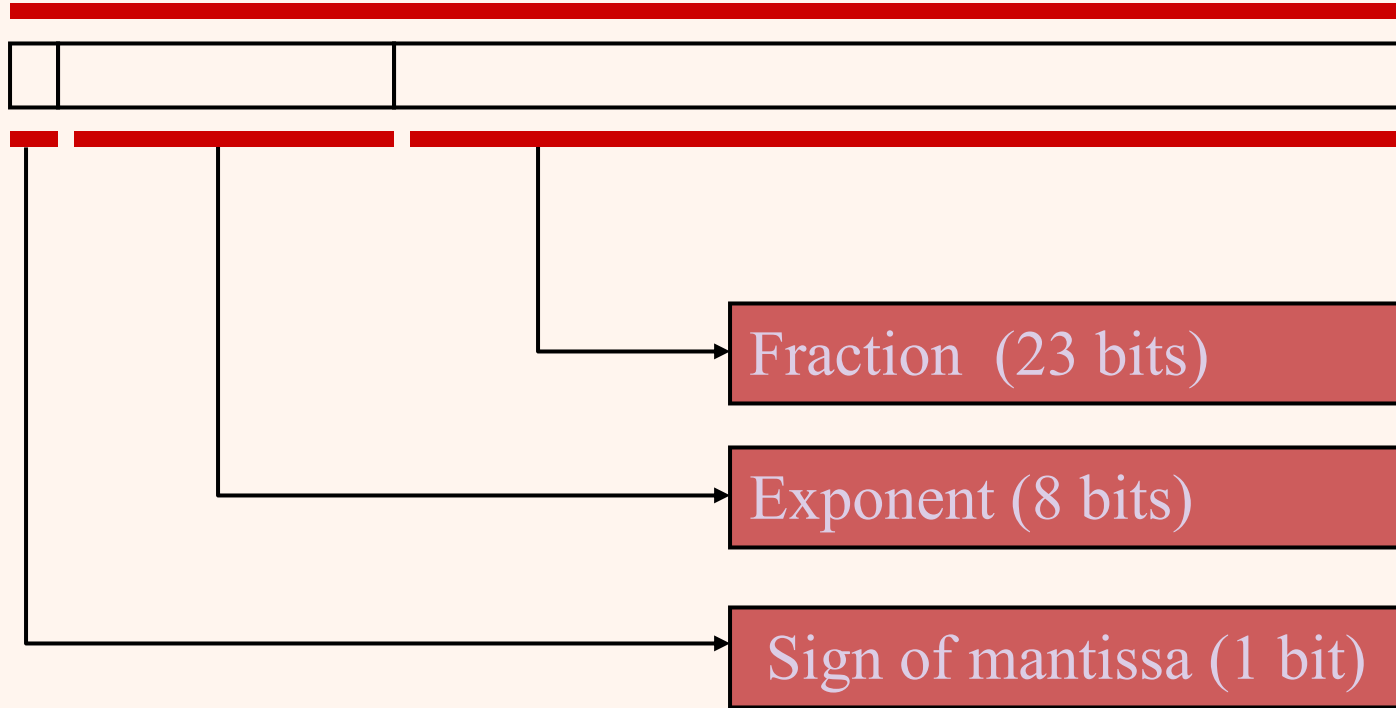 Fraction  (23 bits)
Exponent (8 bits)
Sign of mantissa (1 bit)